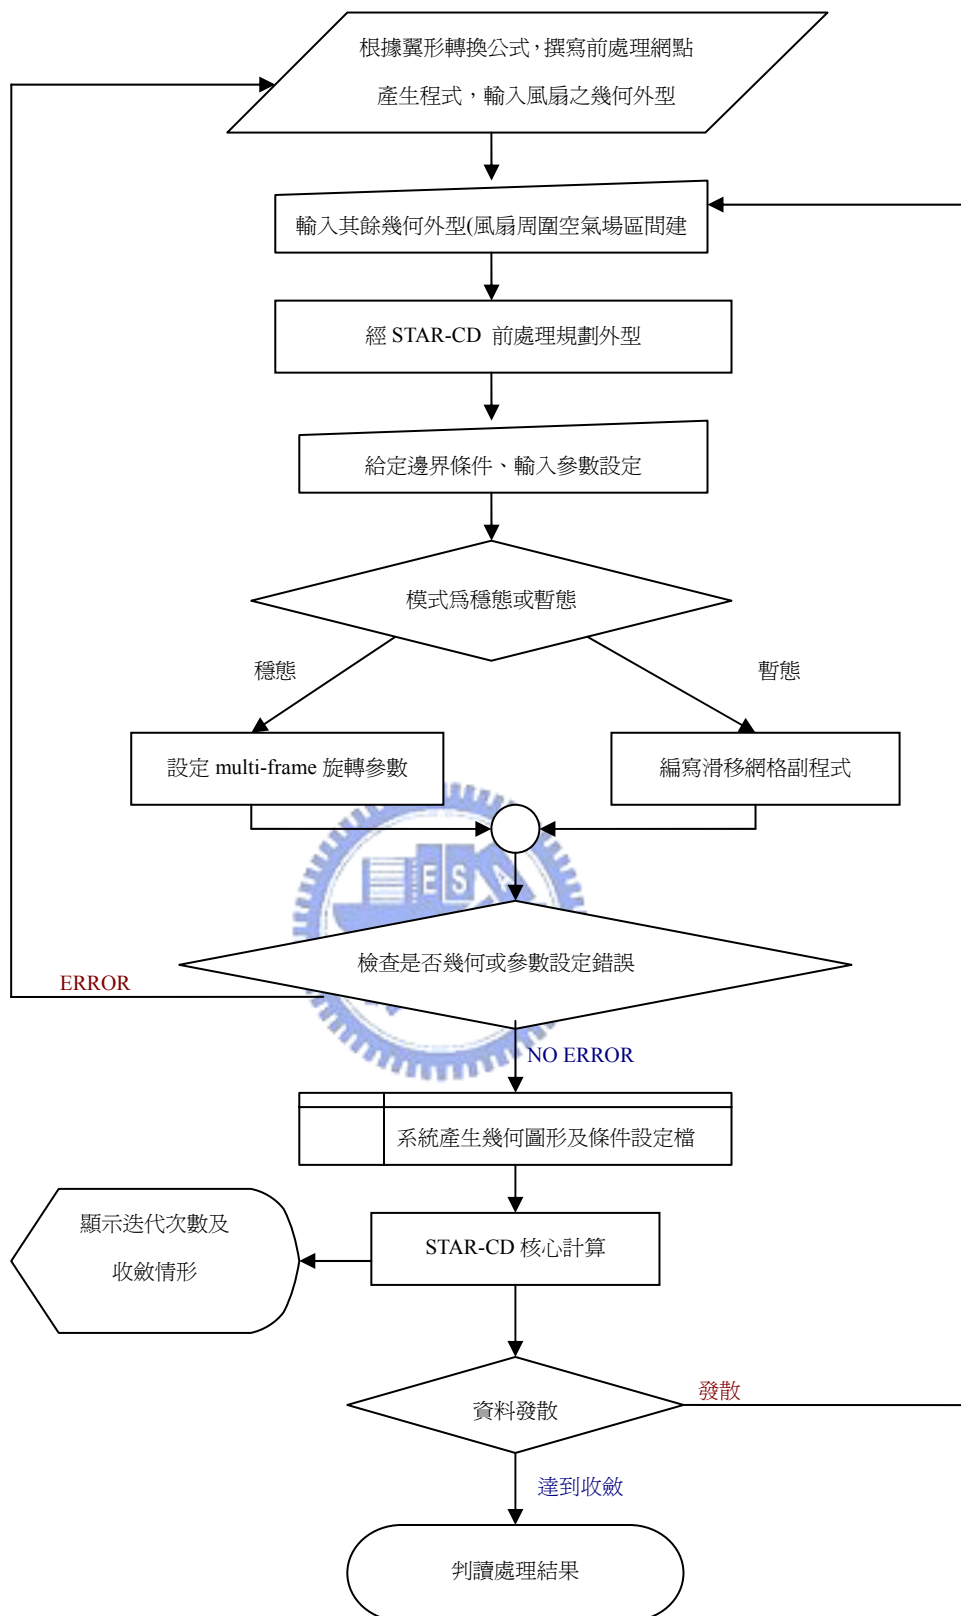 根據翼形轉換公式，撰寫前處理網點
產生程式，輸入風扇之幾何外型
輸入其餘幾何外型(風扇周圍空氣場區間建
經 STAR-CD 前處理規劃外型
給定邊界條件、輸入參數設定
模式為穩態或暫態
穩態
暫態
設定 multi-frame 旋轉參數
編寫滑移網格副程式
ES
檢查是否幾何或參數設定錯誤
ERROR
NO ERROR
系統產生幾何圖形及條件設定檔
顯示迭代次數及
收斂情形
STAR-CD 核心計算
資料發散
發散
達到收斂
判讀處理結果